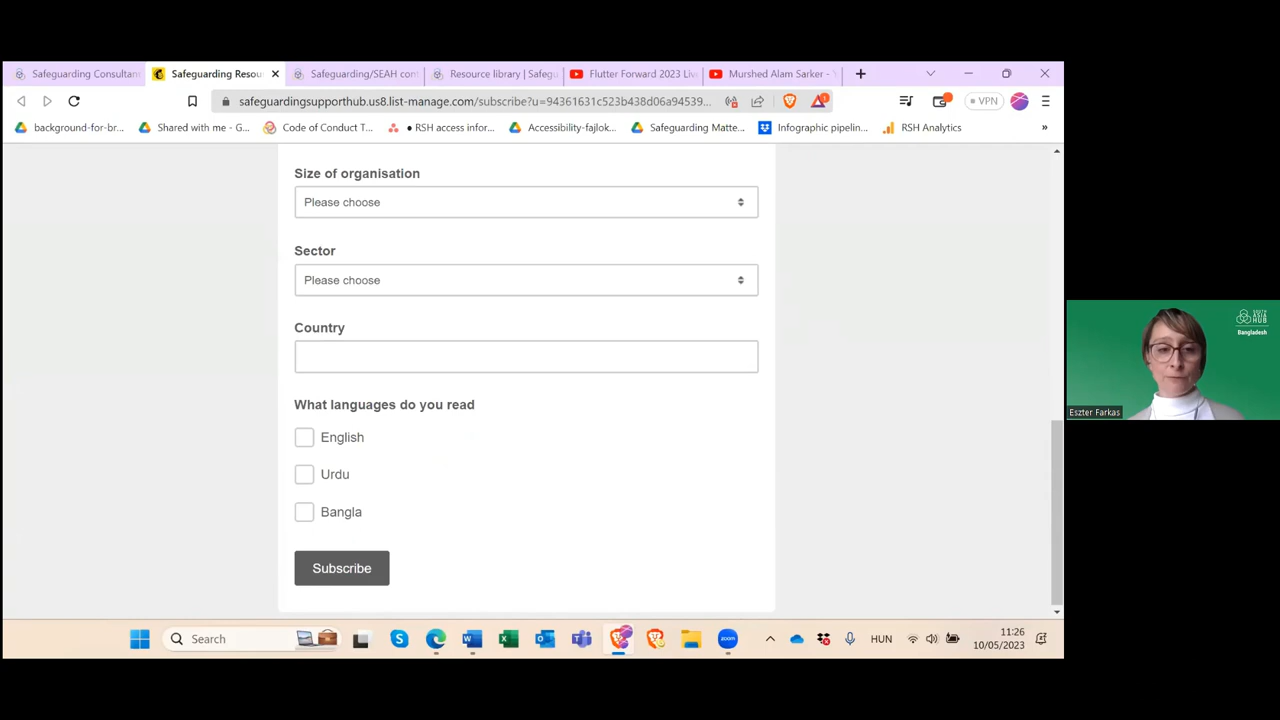 Safeguarding Consultan
Safeguarding Resou
Safeguarding/SEAH con
Resource library | Safegu
Flutter Forward 2023 Live
Murshed Alam Sarker - Y
safeguardingsupporthub.us8.list-manage.com/subscribe?u=94361631c523b438d06a94539...
VPN
background-for-br...
Shared with me - G...
Code of Conduct T...
● RSH access infor...
Accessibility-fajlok...
Safeguarding Matte...
Infographic pipelin...
RSH Analytics
»
Size of organisation
Please choose
Sector
Please choose
Country
What languages do you read
English
Urdu
Bangla
Subscribe
Bangladesh
Eszter Farkas
Search
zoom
HUN
11:26
10/05/2023